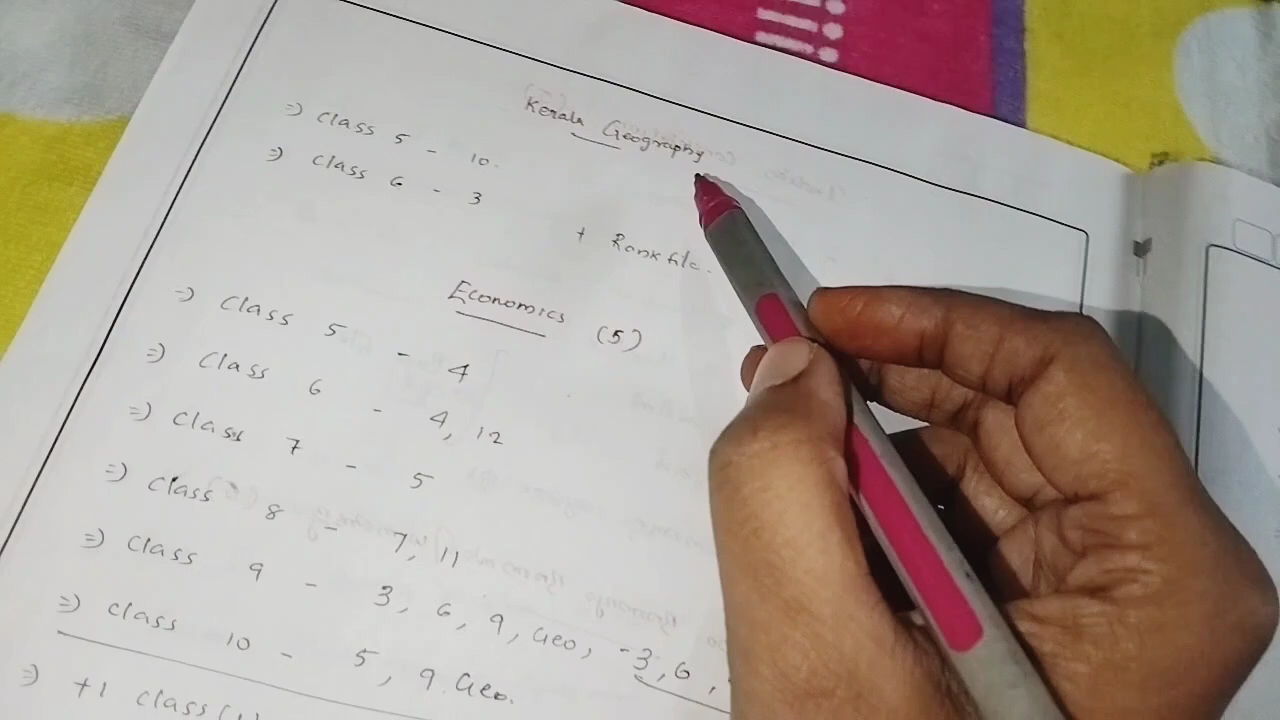 Kerala Geography
=) Class 5 - 10.
=) Class 6 - 3
+ Rank file.
Economics (5)
=) Class 5 - 4
=) Class 6 - 4, 12
=) Class 7 - 5
=) Class 8 - 7, 11
=) Class 9 - 3, 6, 9, Geo, -3, 6,
=) Class 10 - 5, 9. Geo.
=) +1 class